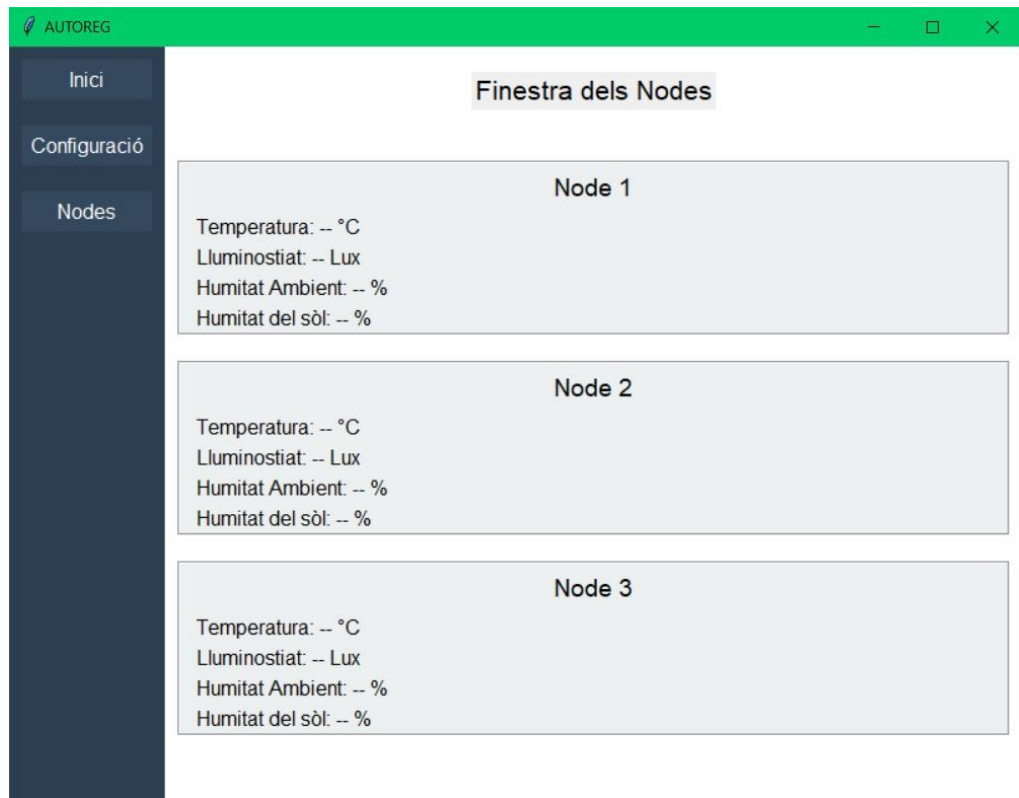 AUTOREG
Inici
Configuració
Nodes
Finestra dels Nodes
Node 1
Temperatura: -- °C
Lluminostiat: -- Lux
Humitat Ambient: -- %
Humitat del sòl: -- %
Node 2
Temperatura: -- °C
Lluminostiat: -- Lux
Humitat Ambient: -- %
Humitat del sòl: -- %
Node 3
Temperatura: -- °C
Lluminostiat: -- Lux
Humitat Ambient: -- %
Humitat del sòl: -- %